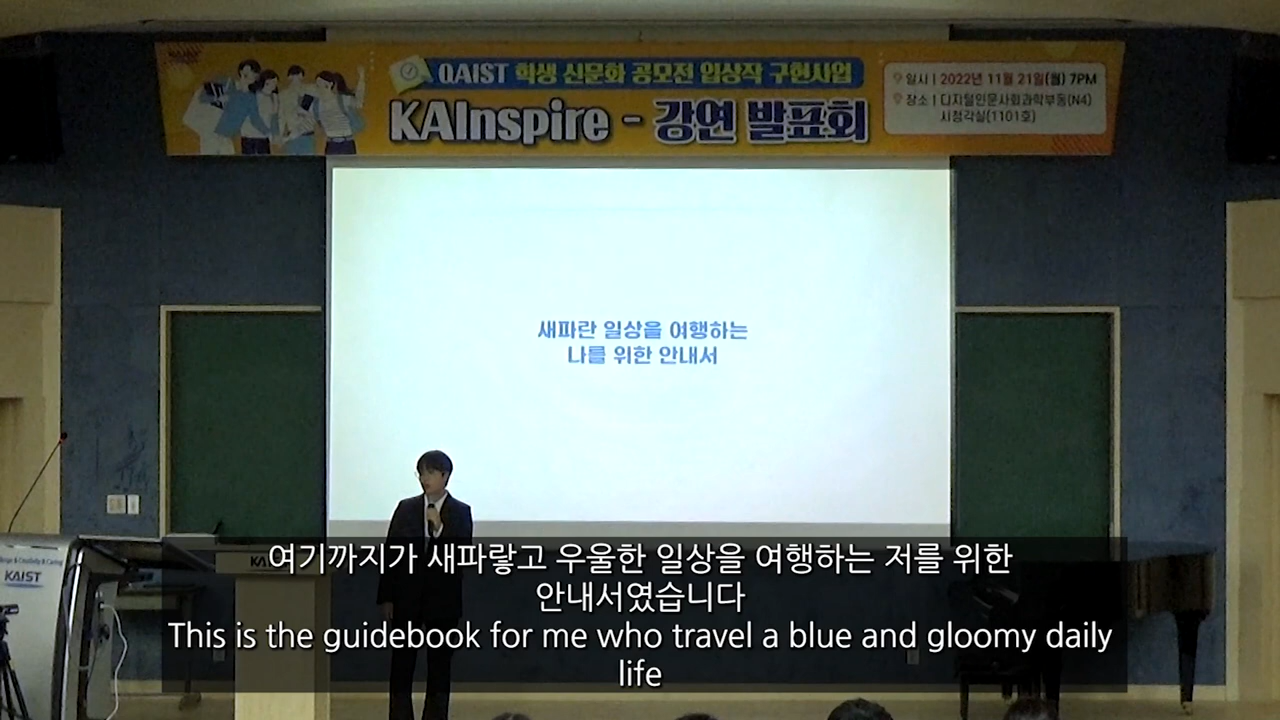 QAIST 학생 신문화 공모전 입상작 구현사업
KAInspire - 강연 발표회
일시 | 2022년 11월 21일(월) 7PM
장소 | 디지털인문사회과학부동(N4)
시청각실(1101호)
새파란 일상을 여행하는
나를 위한 안내서
KAIST
KA
여기까지가 새파랗고 우울한 일상을 여행하는 저를 위한
안내서였습니다
This is the guidebook for me who travel a blue and gloomy daily
life